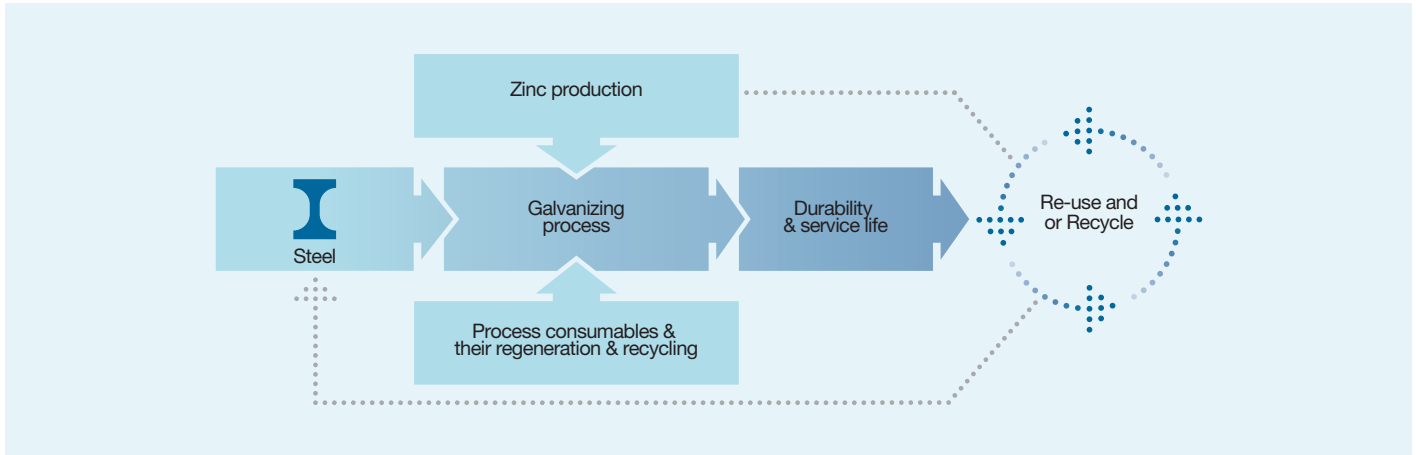 Zinc production
Steel
Galvanizing
process
Durability
& service life
Re-use and
or Recycle
Process consumables &
their regeneration & recycling